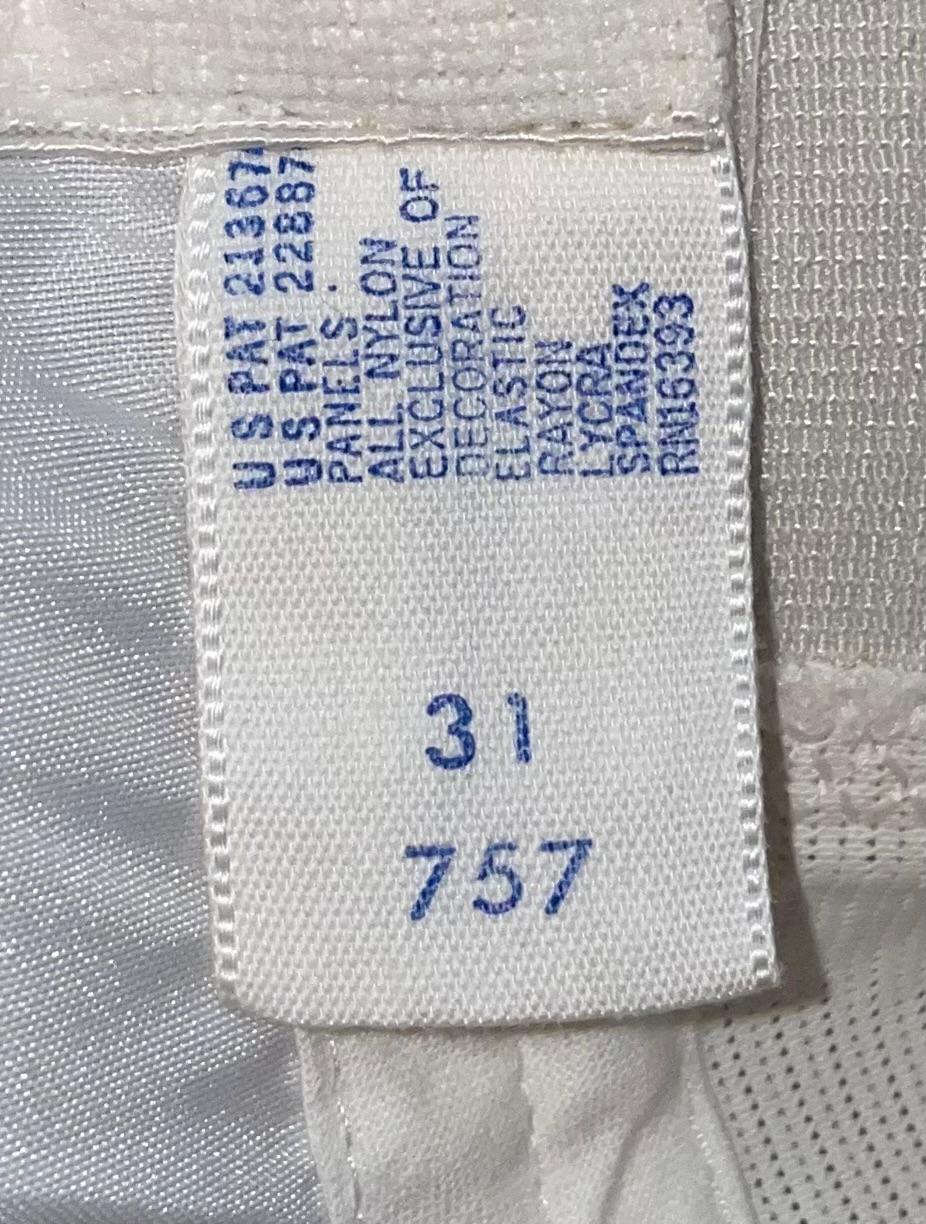 U S PAT 21367
U S PAT 22887
PANELS .
ALL NYLON
EXCLUSIVE OF
DECORATION
ELASTIC
RAYON
LYCRA
SPANDEX
RN16393
31
757